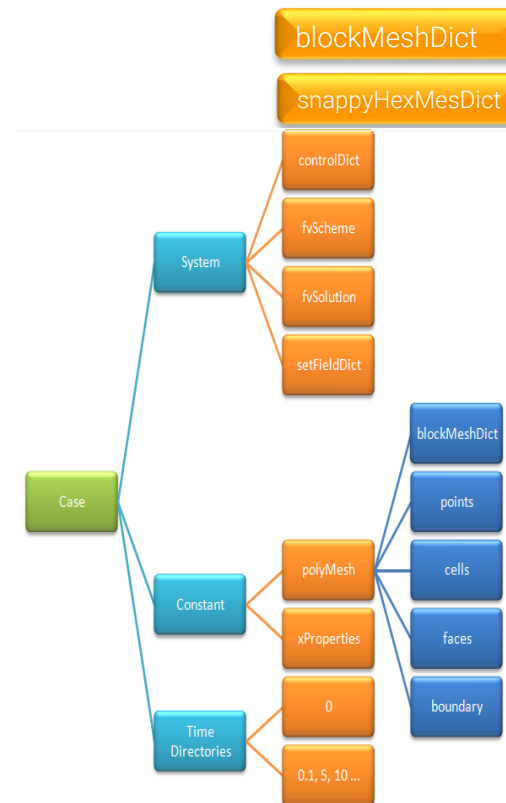 blockMeshDict
snappyHexMesDict
controlDict
fvScheme
System
fvSolution
setFieldDict
blockMeshDict
points
Case
polyMesh
cells
Constant
xProperties
faces
boundary
0
Time
Directories
0.1, 5, 10 ...